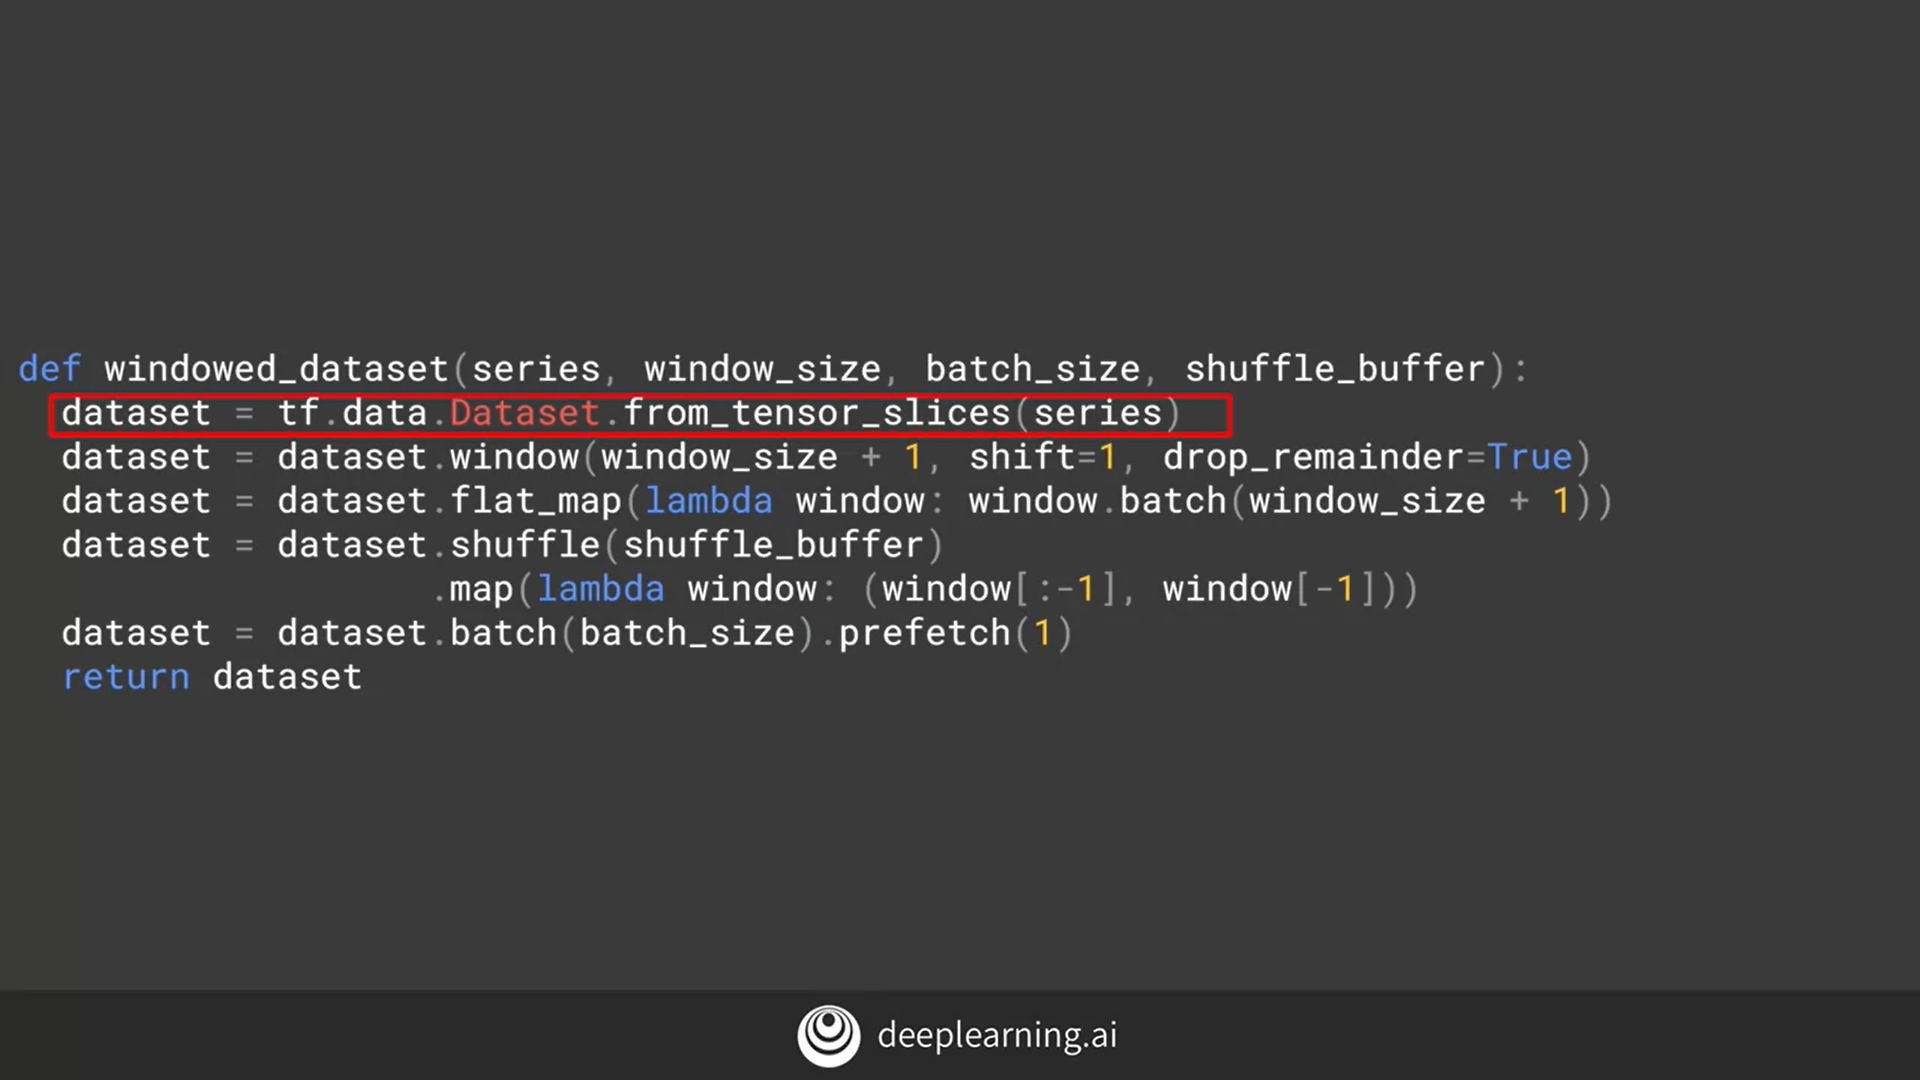 def windowed_dataset(series, window_size, batch_size, shuffle_buffer):
dataset = tf.data.Dataset.from_tensor_slices(series)
dataset = dataset.window(window_size + 1, shift=1, drop_remainder=True)
dataset = dataset.flat_map(lambda window: window.batch(window_size + 1))
dataset = dataset.shuffle(shuffle_buffer)
.map(lambda window: (window[:-1], window[-1]))
dataset = dataset.batch(batch_size).prefetch(1)
return dataset
deeplearning.ai